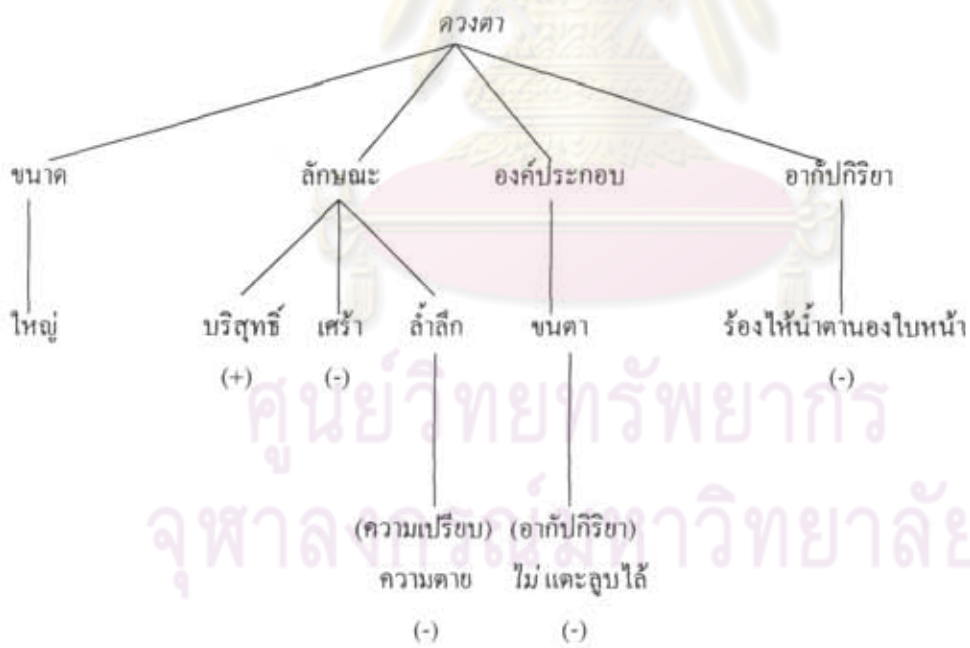 ดวงตา
ขนาด ลักษณะ องค์ประกอบ อากัปกิริยา
ใหญ่ บริสุทธิ์ เศร้า ล้ำลึก ขนตา ร้องไห้น้ำตานองใบหน้า
(+) (-) (-)
ศูนย์วิทยทรัพยากร
จุฬาลงกรณ์มหาวิทยาลัย
(ความเปรียบ) (อากัปกิริยา)
ความตาย ไม่แตะลูบไล้
(-) (-)